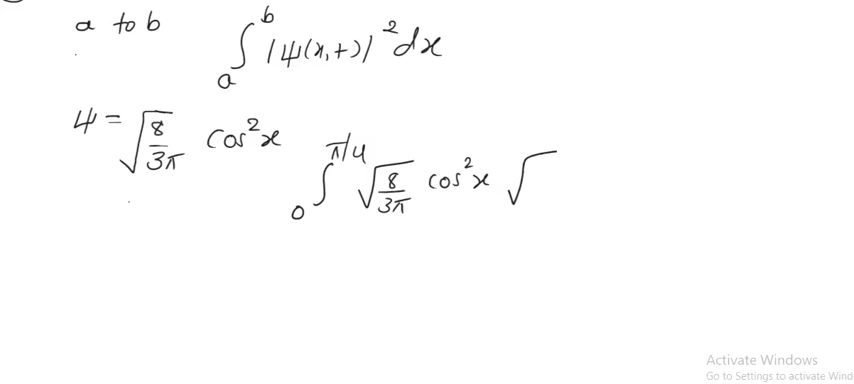 a to b
∫ₐᵇ |ψ(x,t)|² dx
ψ = √(8/3π) cos²x
∫₀^π/4 √(8/3π) cos²x √
Activate Windows
Go to Settings to activate Wind